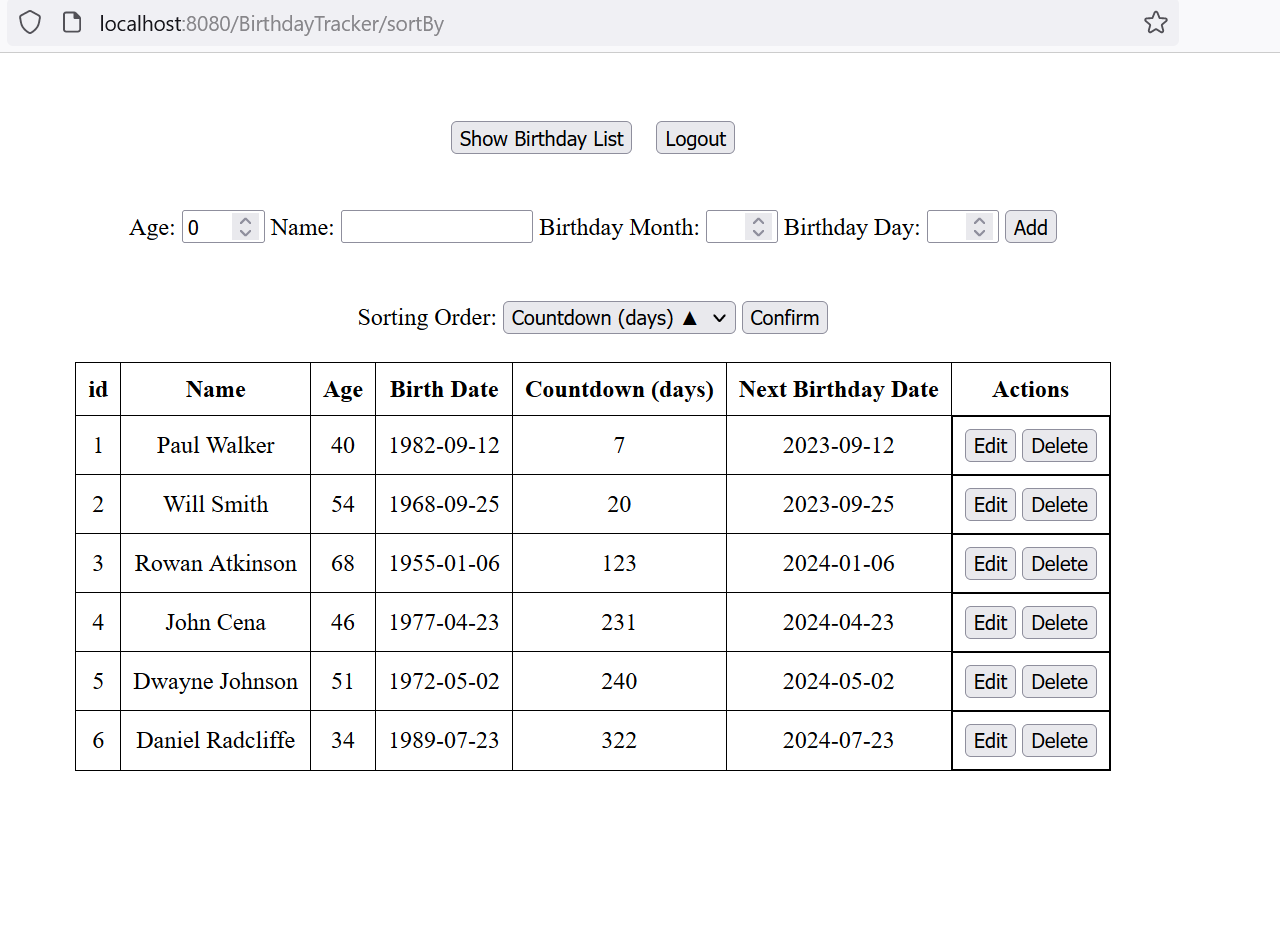 localhost:8080/BirthdayTracker/sortBy
Show Birthday List Logout
Age: 0 Name: Birthday Month: Birthday Day: Add
Sorting Order: Countdown (days) ▲ Confirm
id Name Age Birth Date Countdown (days) Next Birthday Date Actions
1 Paul Walker 40 1982-09-12 7 2023-09-12 Edit Delete
2 Will Smith 54 1968-09-25 20 2023-09-25 Edit Delete
3 Rowan Atkinson 68 1955-01-06 123 2024-01-06 Edit Delete
4 John Cena 46 1977-04-23 231 2024-04-23 Edit Delete
5 Dwayne Johnson 51 1972-05-02 240 2024-05-02 Edit Delete
6 Daniel Radcliffe 34 1989-07-23 322 2024-07-23 Edit Delete